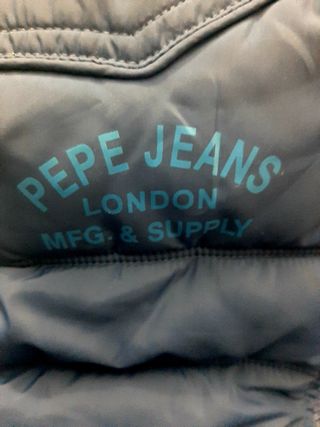 PEPE JEANS
LONDON
MFG. & SUPPLY